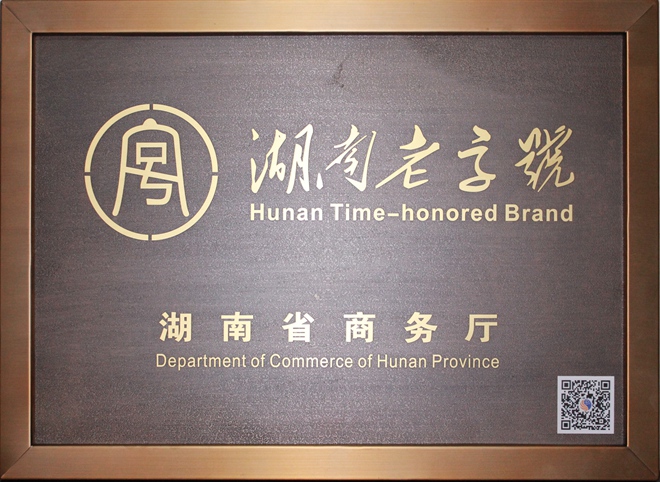 湖南老字號
Hunan Time-honored Brand
湖南省商务厅
Department of Commerce of Hunan Province